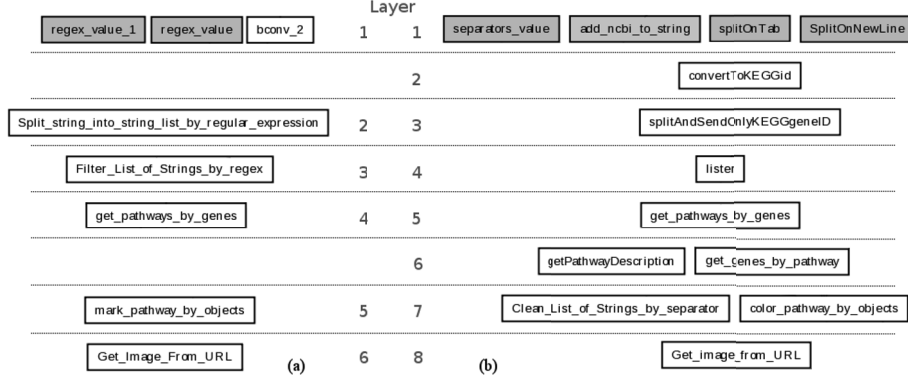 Layer
regex_value_1 regex_value bconv_2 1 1 separators_value add_ncbi_to_string splitOnTab SplitOnNewLine
2 convertToKEGGid
Split_string_into_string_list_by_regular_expression 2 3 splitAndSendOnlyKEGGgeneID
Filter_List_of_Strings_by_regex 3 4 lister
get_pathways_by_genes 4 5 get_pathways_by_genes
6 getPathwayDescription get_genes_by_pathway
mark_pathway_by_objects 5 7 Clean_List_of_Strings_by_separator color_pathway_by_objects
Get_Image_From_URL (a) 6 8 (b) Get_image_from_URL